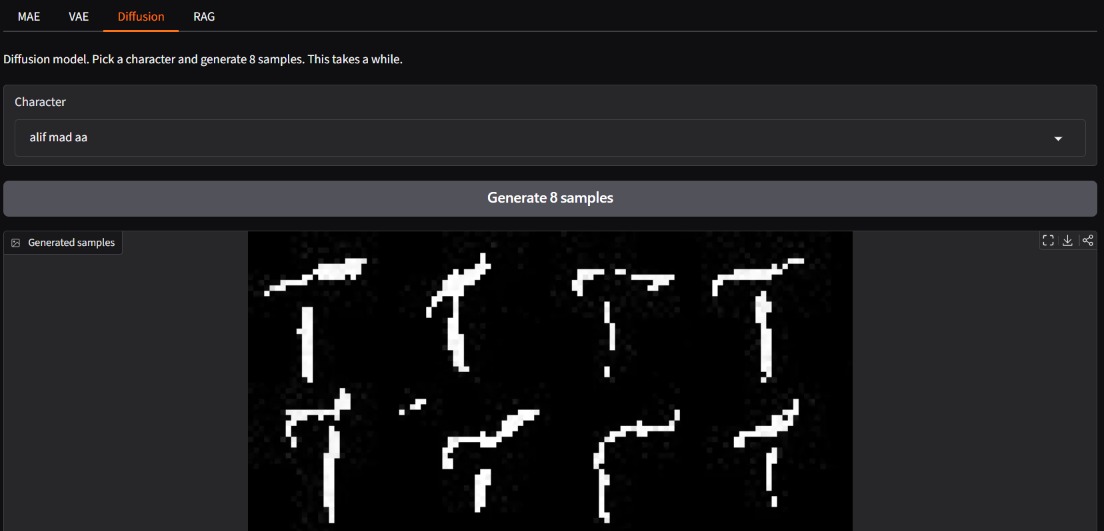 MAE VAE Diffusion RAG
Diffusion model. Pick a character and generate 8 samples. This takes a while.
Character
alif mad aa
Generate 8 samples
Generated samples